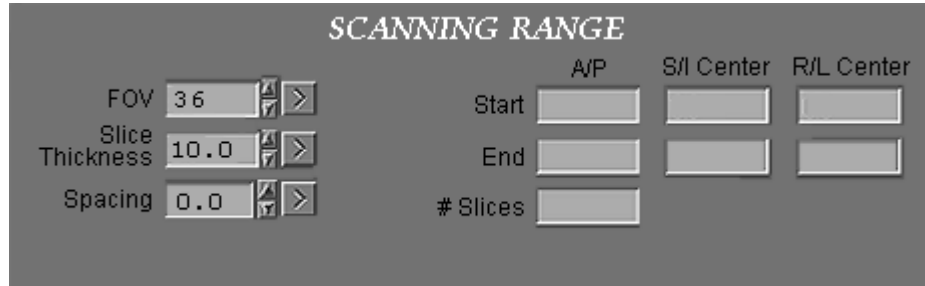 SCANNING RANGE
A/P S/I Center R/L Center
FOV 36 > Start
Slice
Thickness 10.0 > End
Spacing 0.0 > # Slices